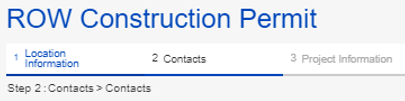 ROW Construction Permit
1 Location Information 2 Contacts 3 Project Information
Step 2 : Contacts > Contacts